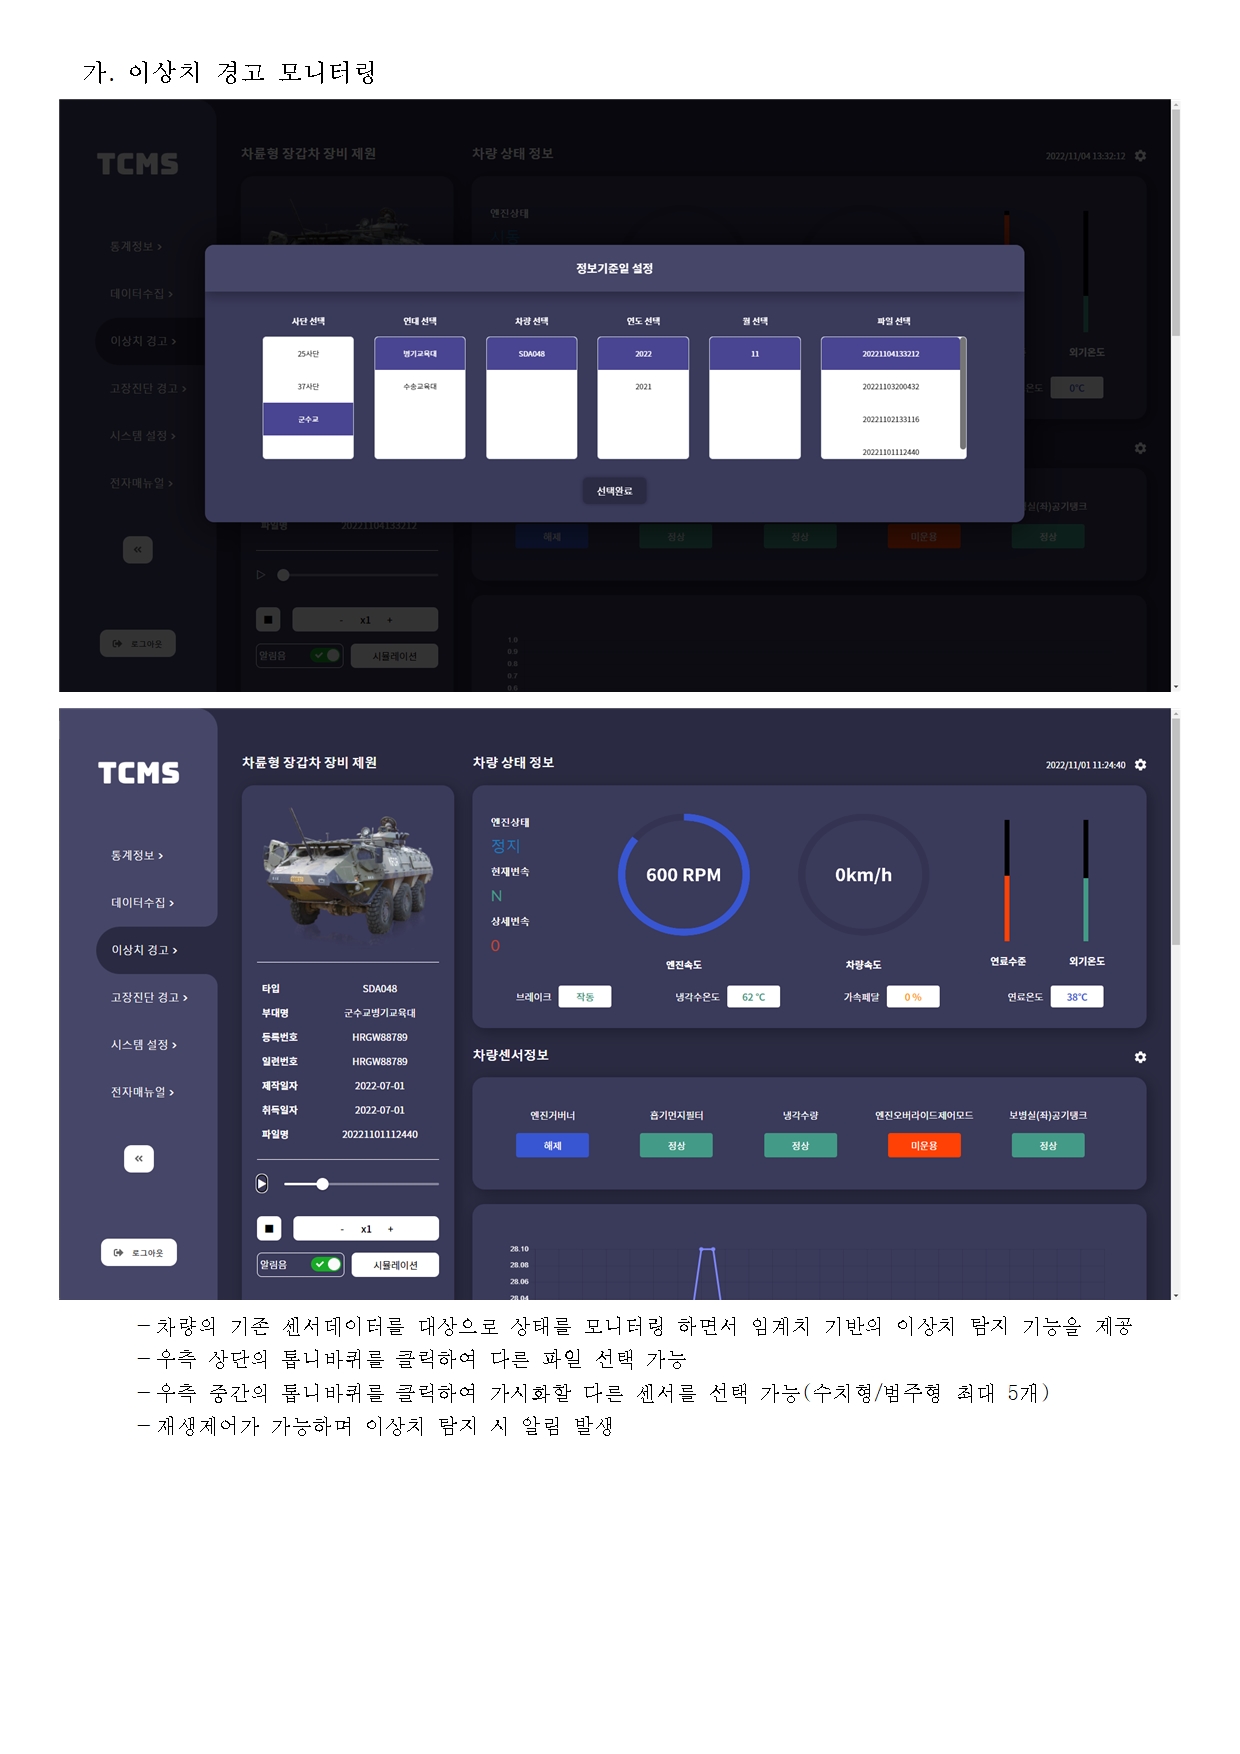 가. 이상치 경고 모니터링
TCMS
차륜형 장갑차 장비 제원
차량 상태 정보
2022/11/04 13:32:12
통계정보 >
데이터수집 >
이상치 경고 >
고장진단 경고 >
시스템 설정 >
전자매뉴얼 >
«
로그아웃
엔진상태
외기온도
0℃
정보기준일 설정
사단 선택
연대 선택
차량 선택
연도 선택
월 선택
파일 선택
25사단
병기교육대
SDA048
2022
11
20221104133212
37사단
수송교육대
2021
20221103200432
군수교
20221102133116
20221101112440
선택완료
파일명
20221104133212
해제
정상
정상
미운용
정상
- x1 +
알림음
시뮬레이션
1.0
0.9
0.8
0.7
TCMS
차륜형 장갑차 장비 제원
차량 상태 정보
2022/11/01 11:24:40
통계정보 >
데이터수집 >
이상치 경고 >
고장진단 경고 >
시스템 설정 >
전자매뉴얼 >
«
로그아웃
타입 SDA048
부대명 군수교병기교육대
등록번호 HRGW88789
일련번호 HRGW88789
제작일자 2022-07-01
취득일자 2022-07-01
파일명 20221101112440
- x1 +
알림음
시뮬레이션
엔진상태
정지
현재변속
N
상세변속
0
600 RPM
엔진속도
0km/h
차량속도
연료수준
외기온도
브레이크 작동
냉각수온도 62 ℃
가속페달 0 %
연료온도 38℃
차량센서정보
엔진거버너
흡기먼지필터
냉각수량
엔진오버라이드제어모드
보병실(좌)공기탱크
해제
정상
정상
미운용
정상
28.10
28.08
28.06
28.04
-차량의 기존 센서데이터를 대상으로 상태를 모니터링 하면서 임계치 기반의 이상치 탐지 기능을 제공
-우측 상단의 톱니바퀴를 클릭하여 다른 파일 선택 가능
-우측 중간의 톱니바퀴를 클릭하여 가시화할 다른 센서를 선택 가능(수치형/범주형 최대 5개)
-재생제어가 가능하며 이상치 탐지 시 알림 발생